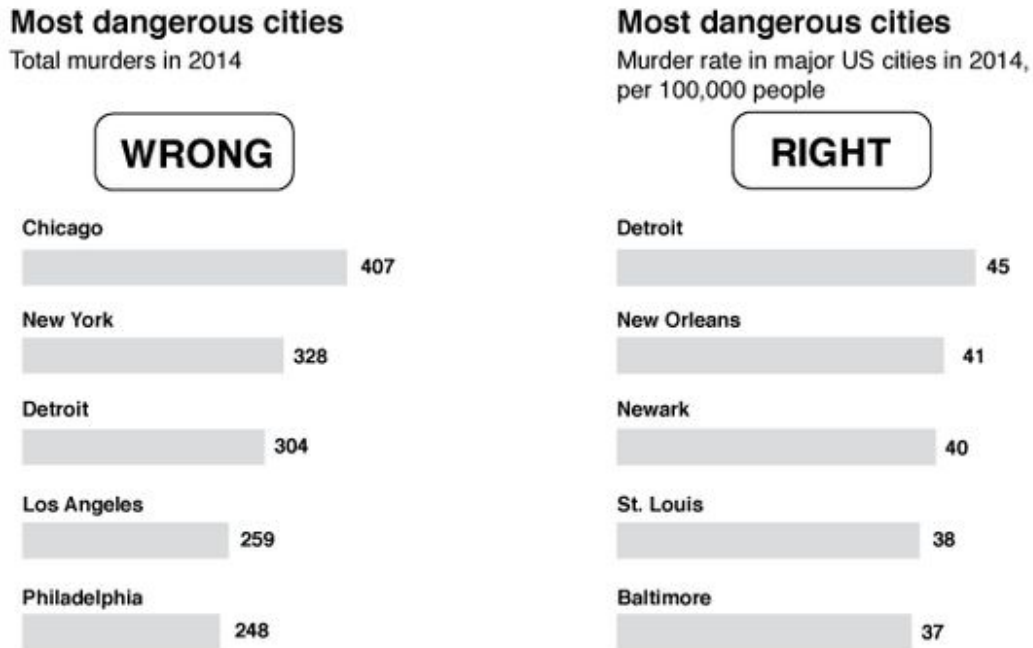 Most dangerous cities
Total murders in 2014
WRONG
Chicago
407
New York
328
Detroit
304
Los Angeles
259
Philadelphia
248
Most dangerous cities
Murder rate in major US cities in 2014,
per 100,000 people
RIGHT
Detroit
45
New Orleans
41
Newark
40
St. Louis
38
Baltimore
37